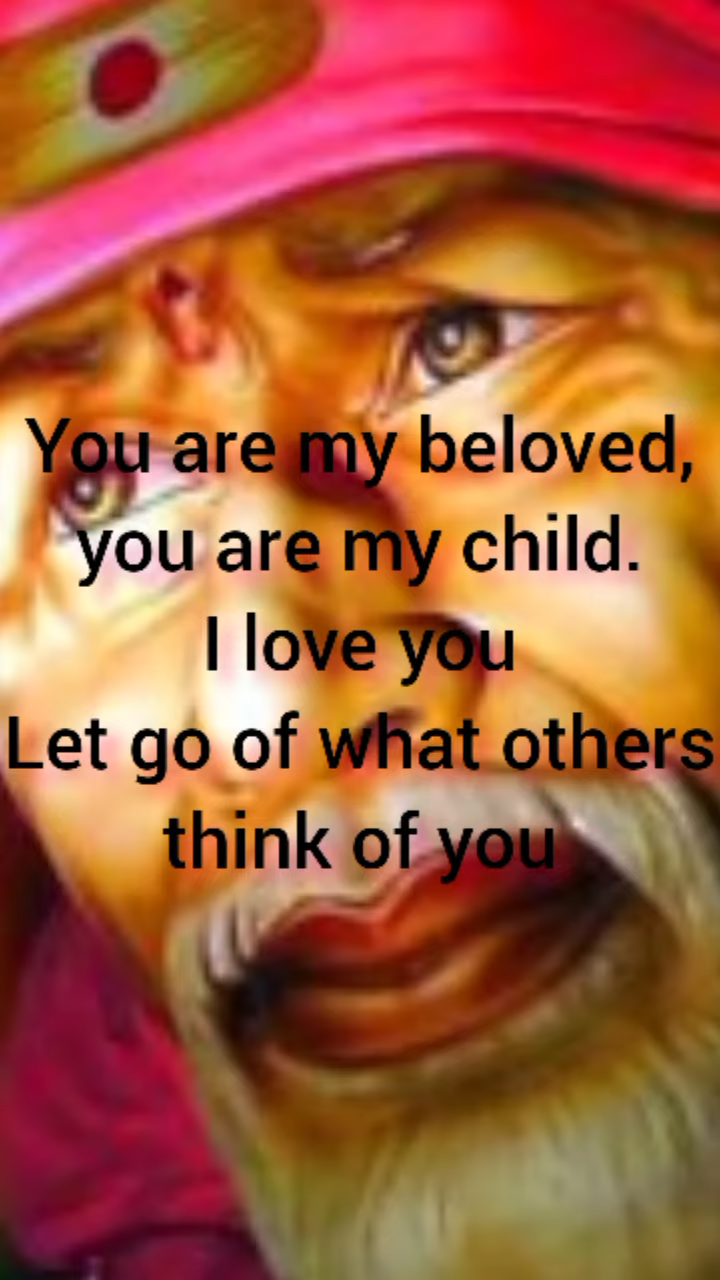 You are my beloved,
you are my child.
I love you
Let go of what others
think of you